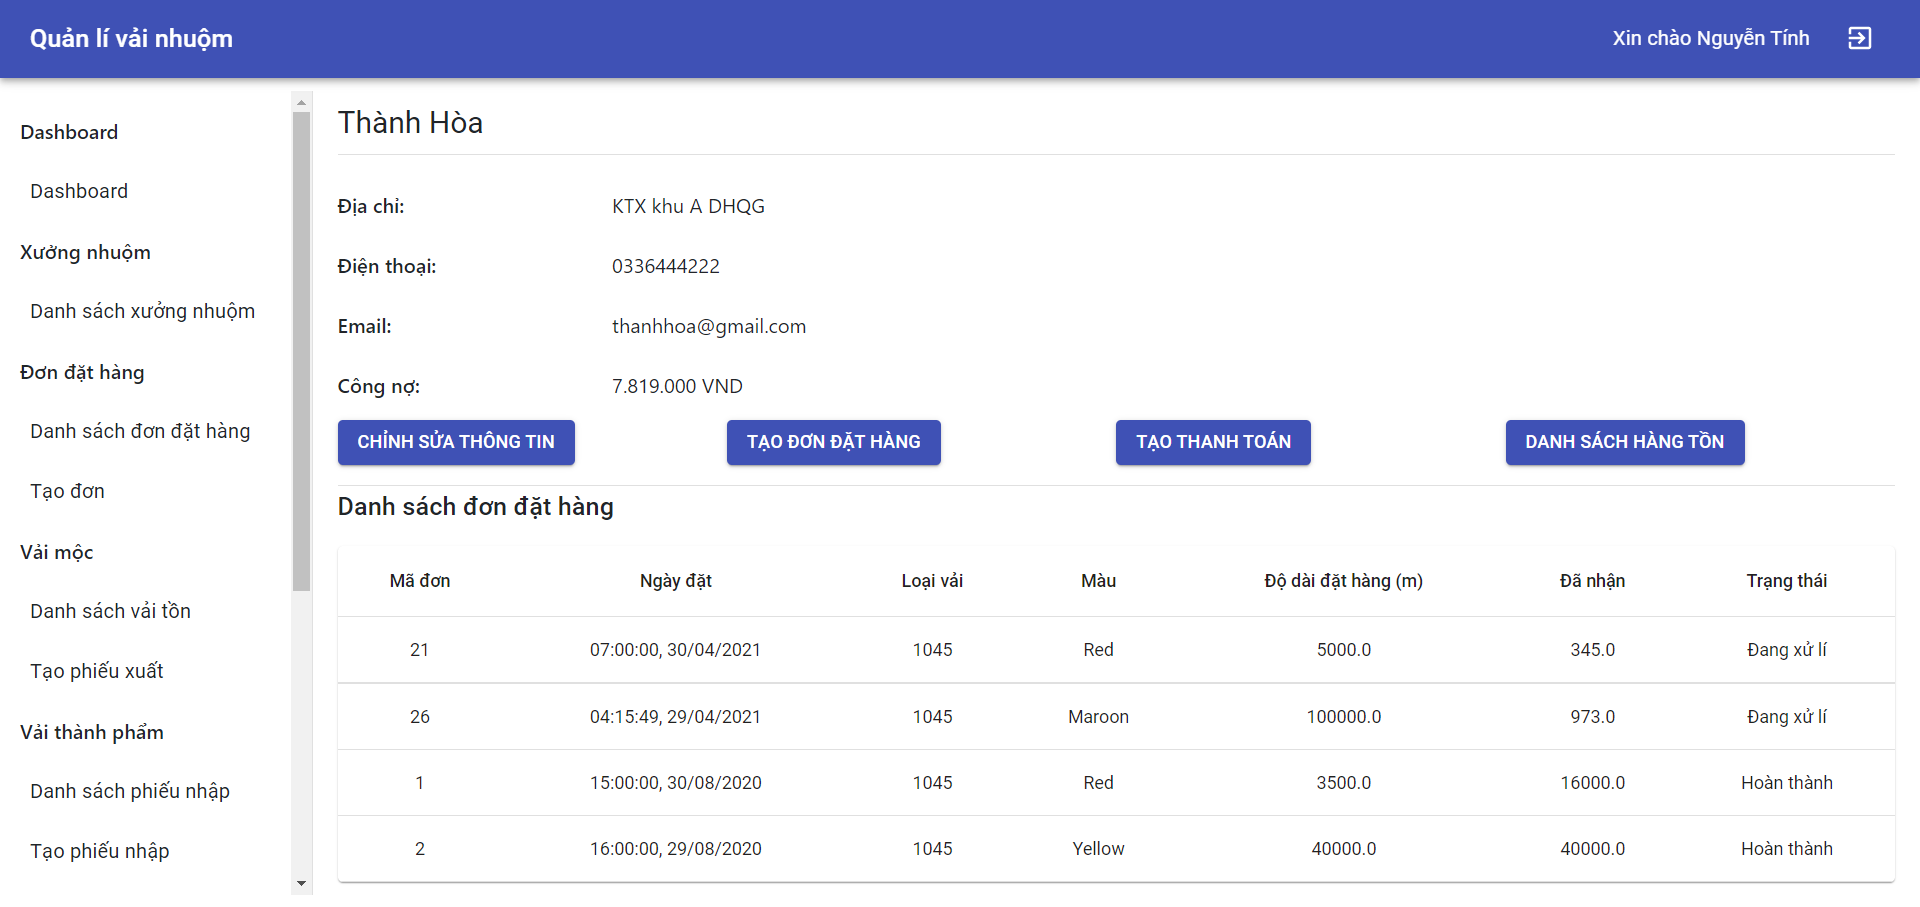 Quản lí vải nhuộm
Xin chào Nguyễn Tính
Dashboard
Dashboard
Xưởng nhuộm
Danh sách xưởng nhuộm
Đơn đặt hàng
Danh sách đơn đặt hàng
Tạo đơn
Vải mộc
Danh sách vải tồn
Tạo phiếu xuất
Vải thành phẩm
Danh sách phiếu nhập
Tạo phiếu nhập
Thành Hòa
Địa chỉ: KTX khu A DHQG
Điện thoại: 0336444222
Email: thanhhoa@gmail.com
Công nợ: 7.819.000 VND
CHỈNH SỬA THÔNG TIN TẠO ĐƠN ĐẶT HÀNG TẠO THANH TOÁN DANH SÁCH HÀNG TỒN
Danh sách đơn đặt hàng
Mã đơn Ngày đặt Loại vải Màu Độ dài đặt hàng (m) Đã nhận Trạng thái
21 07:00:00, 30/04/2021 1045 Red 5000.0 345.0 Đang xử lí
26 04:15:49, 29/04/2021 1045 Maroon 100000.0 973.0 Đang xử lí
1 15:00:00, 30/08/2020 1045 Red 3500.0 16000.0 Hoàn thành
2 16:00:00, 29/08/2020 1045 Yellow 40000.0 40000.0 Hoàn thành